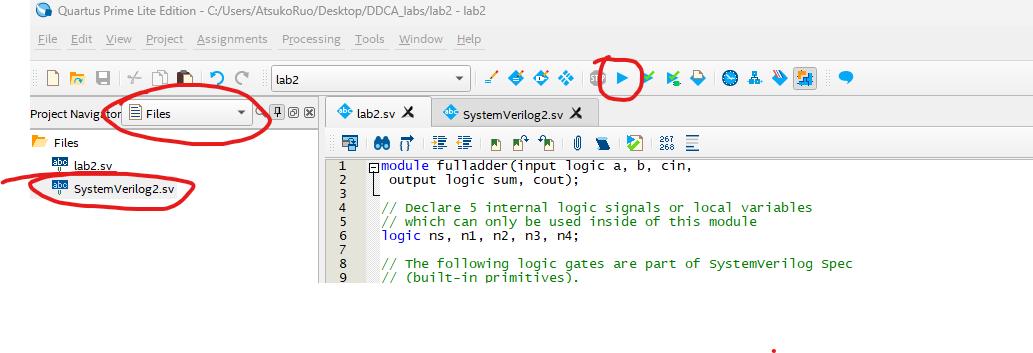 Quartus Prime Lite Edition - C:/Users/AtsukoRuo/Desktop/DDCA_labs/lab2 - lab2
File Edit View Project Assignments Processing Tools Window Help
lab2
STOP
Project Navigator Files
lab2.sv SystemVerilog2.sv
Files
lab2.sv
SystemVerilog2.sv
267
268
1 module fulladder(input logic a, b, cin,
2 output logic sum, cout);
3
4 // Declare 5 internal logic signals or local variables
5 // which can only be used inside of this module
6 logic ns, n1, n2, n3, n4;
7
8 // The following logic gates are part of SystemVerilog Spec
9 // (built-in primitives).